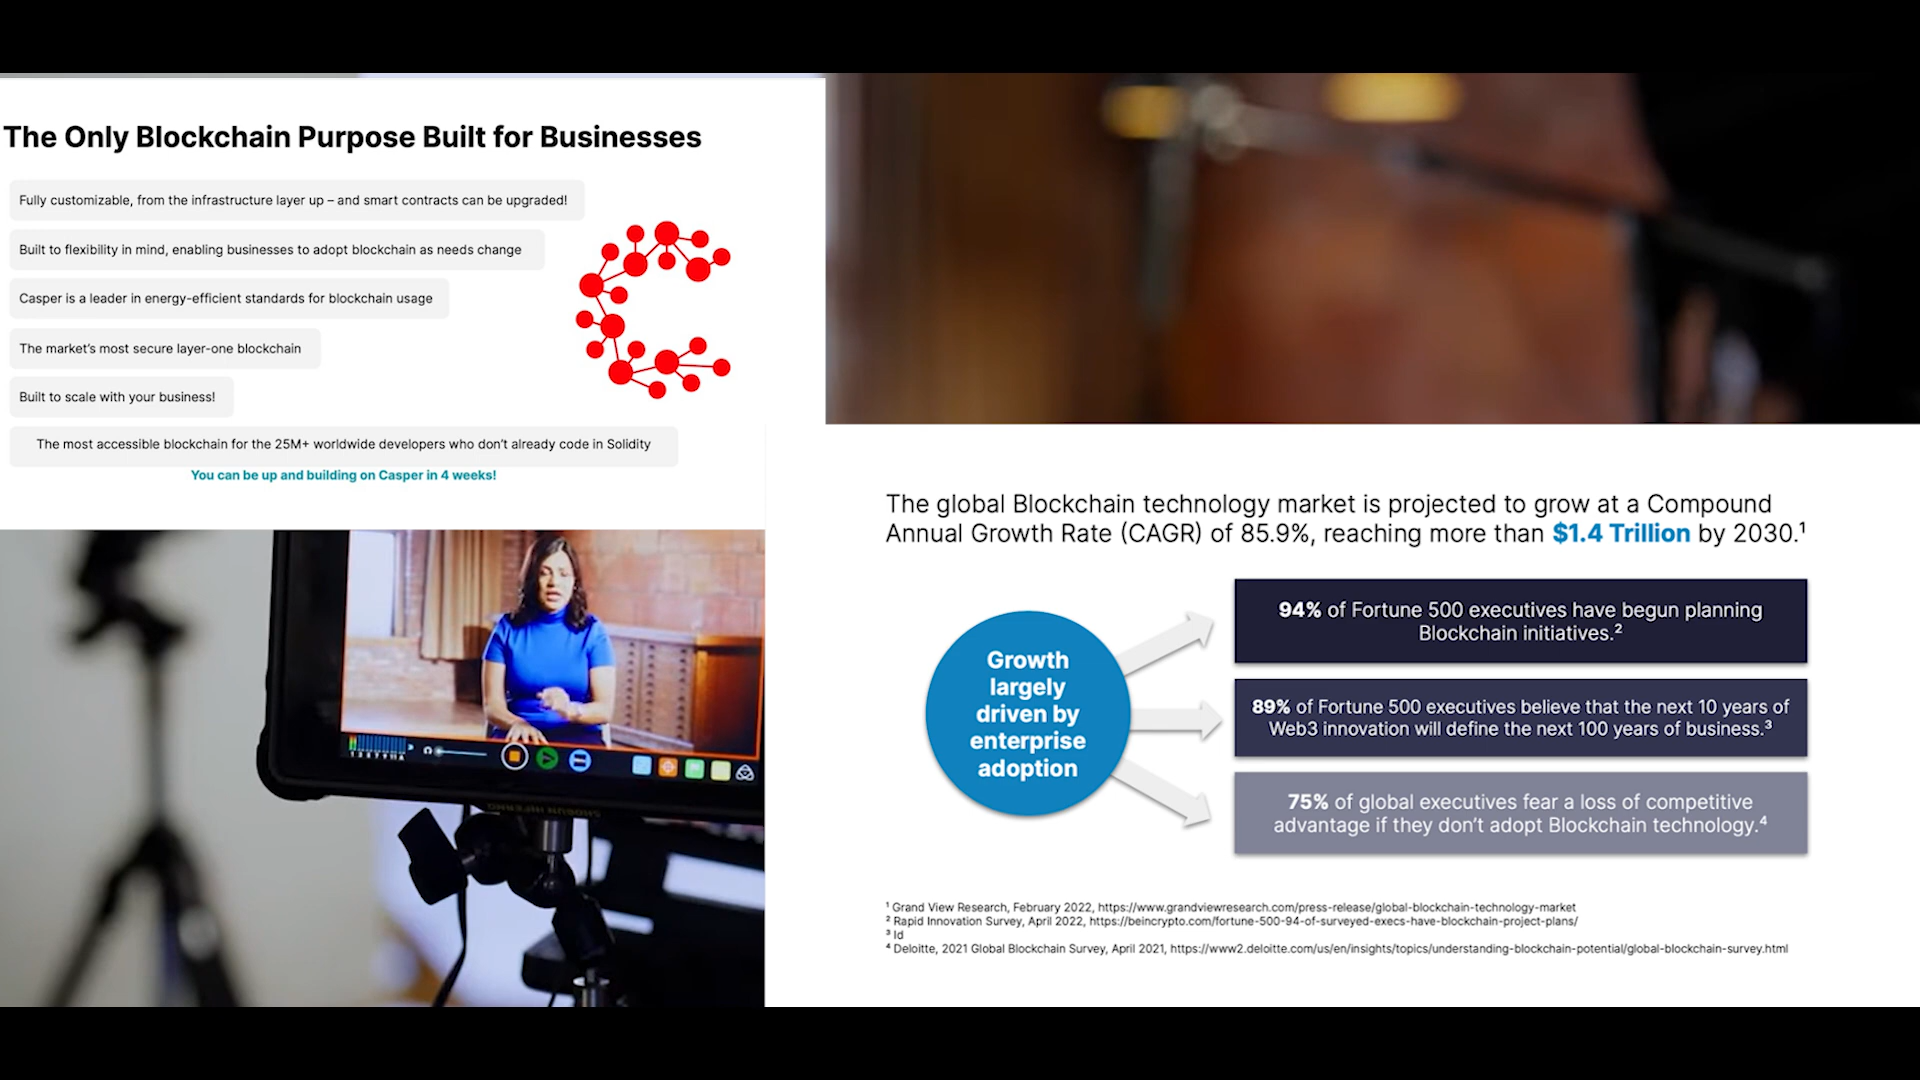 The Only Blockchain Purpose Built for Businesses
Fully customizable, from the infrastructure layer up – and smart contracts can be upgraded!
Built to flexibility in mind, enabling businesses to adopt blockchain as needs change
Casper is a leader in energy-efficient standards for blockchain usage
The market's most secure layer-one blockchain
Built to scale with your business!
The most accessible blockchain for the 25M+ worldwide developers who don't already code in Solidity
You can be up and building on Casper in 4 weeks!
The global Blockchain technology market is projected to grow at a Compound
Annual Growth Rate (CAGR) of 85.9%, reaching more than $1.4 Trillion by 2030.¹
Growth
largely
driven by
enterprise
adoption
94% of Fortune 500 executives have begun planning
Blockchain initiatives.²
89% of Fortune 500 executives believe that the next 10 years of
Web3 innovation will define the next 100 years of business.³
75% of global executives fear a loss of competitive
advantage if they don't adopt Blockchain technology.⁴
¹ Grand View Research, February 2022, https://www.grandviewresearch.com/press-release/global-blockchain-technology-market
² Rapid Innovation Survey, April 2022, https://beincrypto.com/fortune-500-94-of-surveyed-execs-have-blockchain-project-plans/
³ Id
⁴ Deloitte, 2021 Global Blockchain Survey, April 2021, https://www2.deloitte.com/us/en/insights/topics/understanding-blockchain-potential/global-blockchain-survey.html